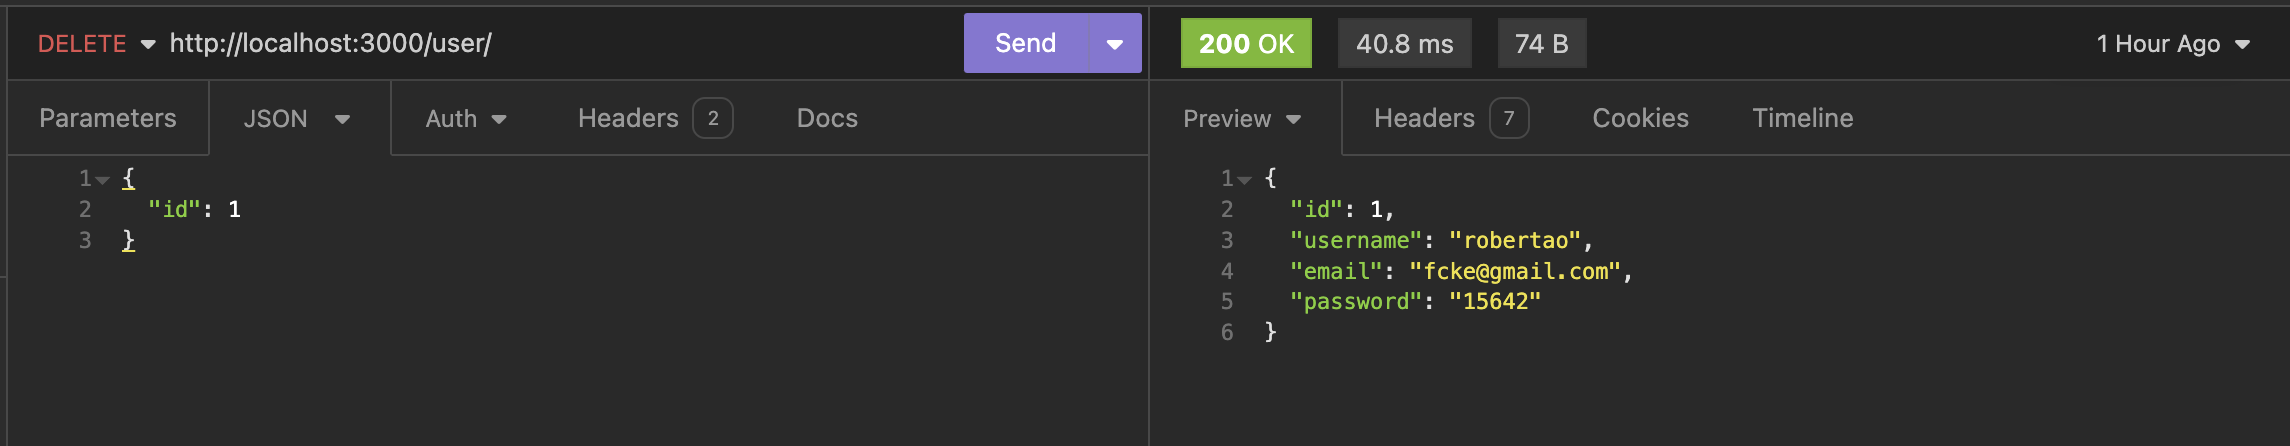 DELETE http://localhost:3000/user/ Send 200 OK 40.8 ms 74 B 1 Hour Ago
Parameters JSON Auth Headers 2 Docs Preview Headers 7 Cookies Timeline
1 {
2 "id": 1
3 }
1 {
2 "id": 1,
3 "username": "robertao",
4 "email": "fcke@gmail.com",
5 "password": "15642"
6 }